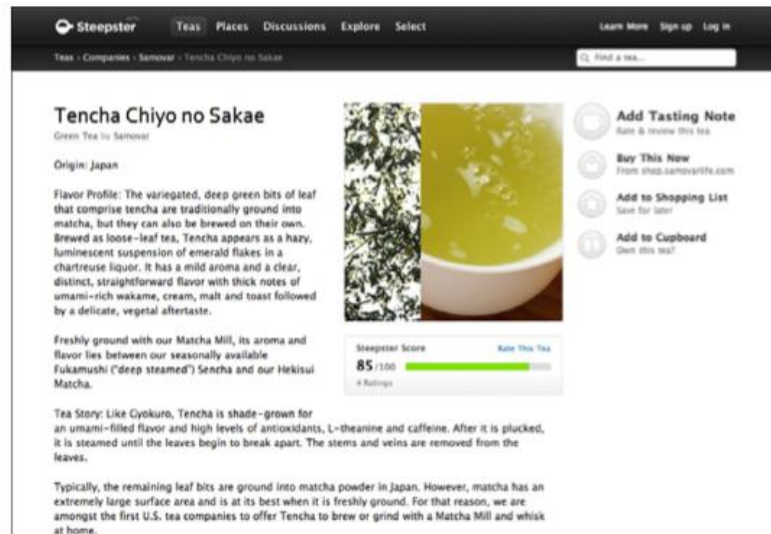 Steepster BETA
Teas Places Discussions Explore Select
Learn More Sign up Log in
Teas › Companies › Samovar › Tencha Chiyo no Sakae
Find a tea...
Tencha Chiyo no Sakae
Green Tea by Samovar
Origin: Japan
Flavor Profile: The variegated, deep green bits of leaf
that comprise tencha are traditionally ground into
matcha, but they can also be brewed on their own.
Brewed as loose-leaf tea, Tencha appears as a hazy,
luminescent suspension of emerald flakes in a
chartreuse liquor. It has a mild aroma and a clear,
distinct, straightforward flavor with thick notes of
umami-rich wakame, cream, malt and toast followed
by a delicate, vegetal aftertaste.
Freshly ground with our Matcha Mill, its aroma and
flavor lies between our seasonally available
Fukamushi ("deep steamed") Sencha and our Hekisui
Matcha.
Tea Story: Like Gyokuro, Tencha is shade-grown for
an umami-filled flavor and high levels of antioxidants, L-theanine and caffeine. After it is plucked,
it is steamed until the leaves begin to break apart. The stems and veins are removed from the
leaves.
Typically, the remaining leaf bits are ground into matcha powder in Japan. However, matcha has an
extremely large surface area and is at its best when it is freshly ground. For that reason, we are
amongst the first U.S. tea companies to offer Tencha to brew or grind with a Matcha Mill and whisk
at home.
Steepster Score
Rate This Tea
85/100
4 Ratings
Add Tasting Note
Rate & review this tea
Buy This Now
From shop.samovarlife.com
Add to Shopping List
Save for later
Add to Cupboard
Own this tea?